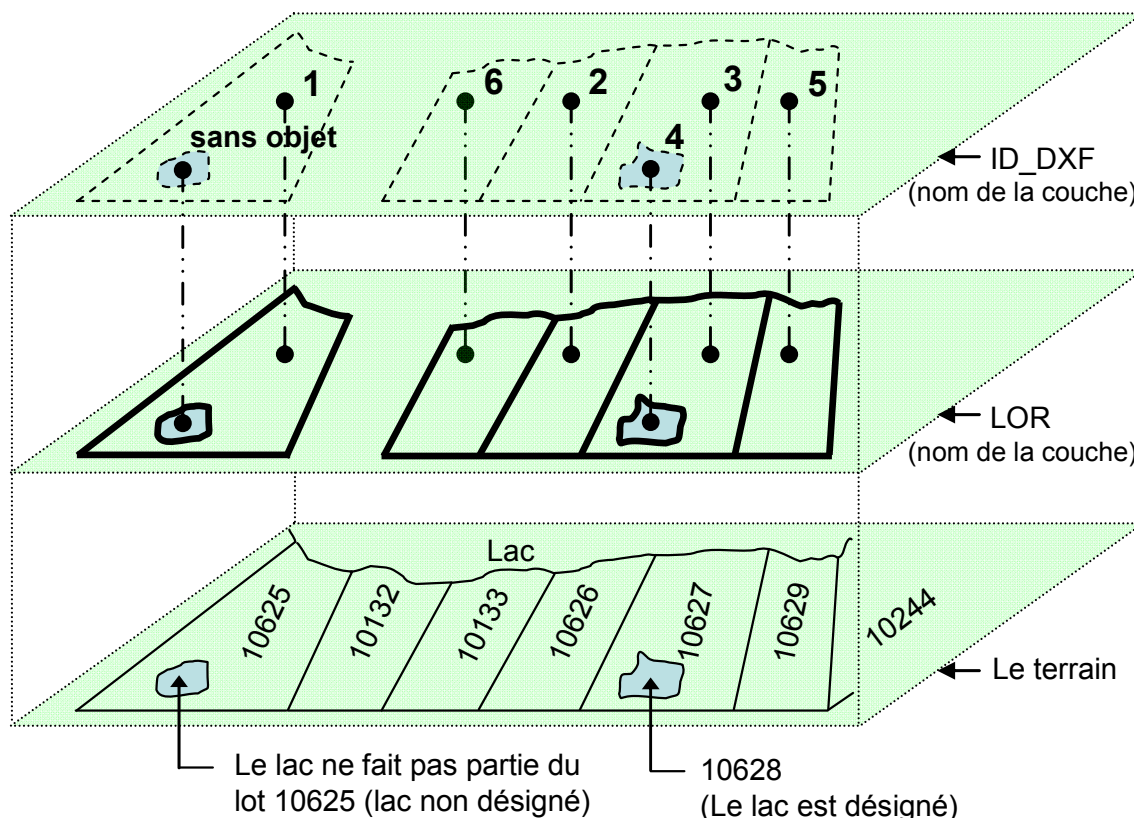 1
6
2
3
5
sans objet
4
ID_DXF
(nom de la couche)
LOR
(nom de la couche)
Lac
10625
10132
10133
10626
10627
10629
10244
Le terrain
Le lac ne fait pas partie du
lot 10625 (lac non désigné)
10628
(Le lac est désigné)